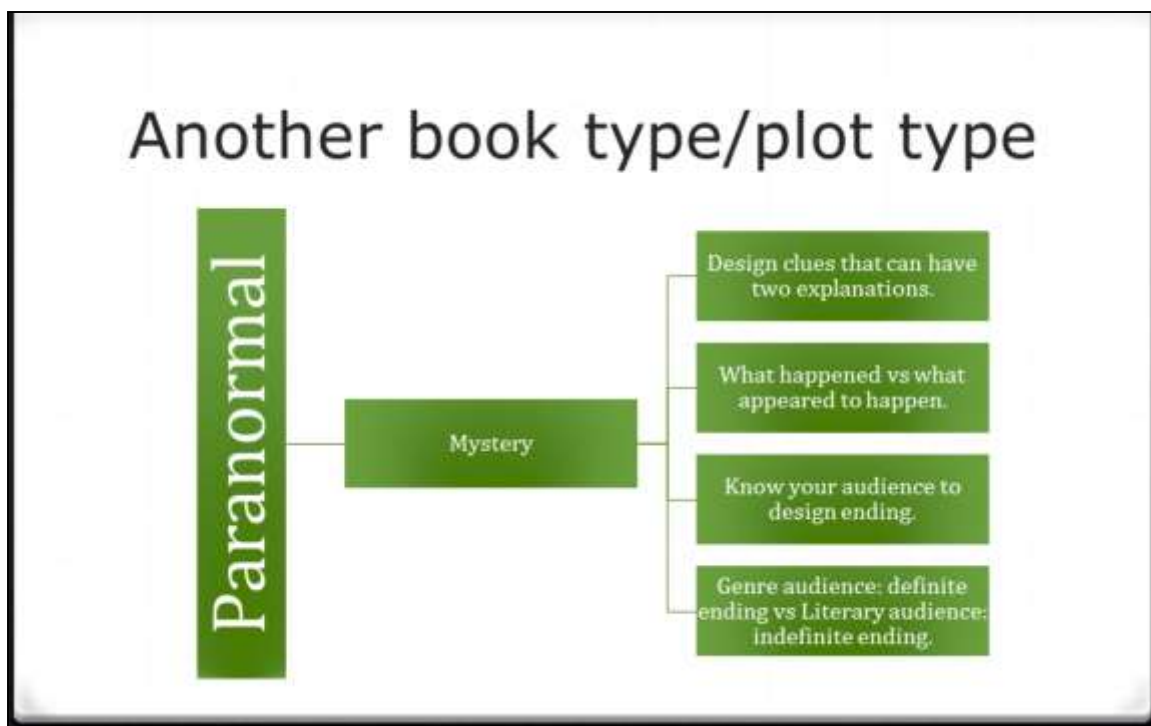 Another book type/plot type
Paranormal
Mystery
Design clues that can have
two explanations.
What happened vs what
appeared to happen.
Know your audience to
design ending.
Genre audience: definite
ending vs Literary audience:
indefinite ending.